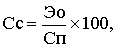 Сс = Эо/Сп × 100,